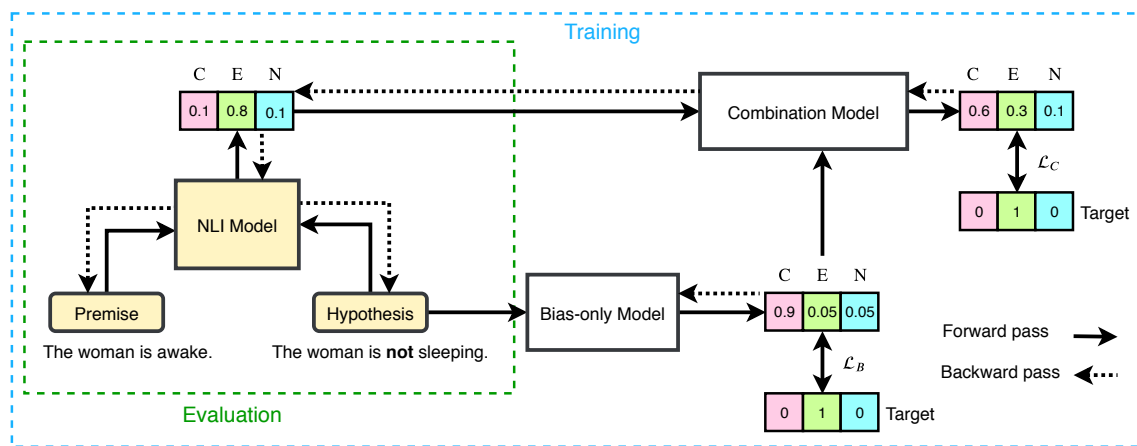 Training
C E N
0.1 0.8 0.1
Combination Model
C E N
0.6 0.3 0.1
ℒ_C
0 1 0 Target
NLI Model
Premise
Hypothesis
The woman is awake.
The woman is not sleeping.
Evaluation
Bias-only Model
C E N
0.9 0.05 0.05
ℒ_B
0 1 0 Target
Forward pass
Backward pass